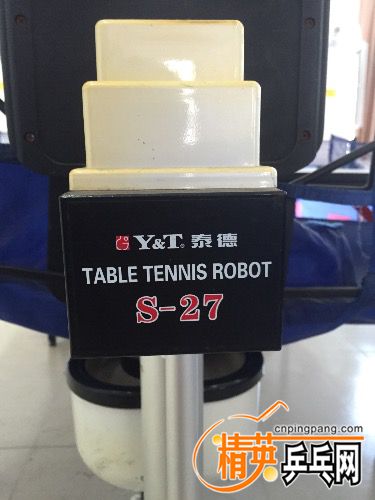 Y&T® 泰德
TABLE TENNIS ROBOT
S-27
cnpingpang.com
精英乒乓网